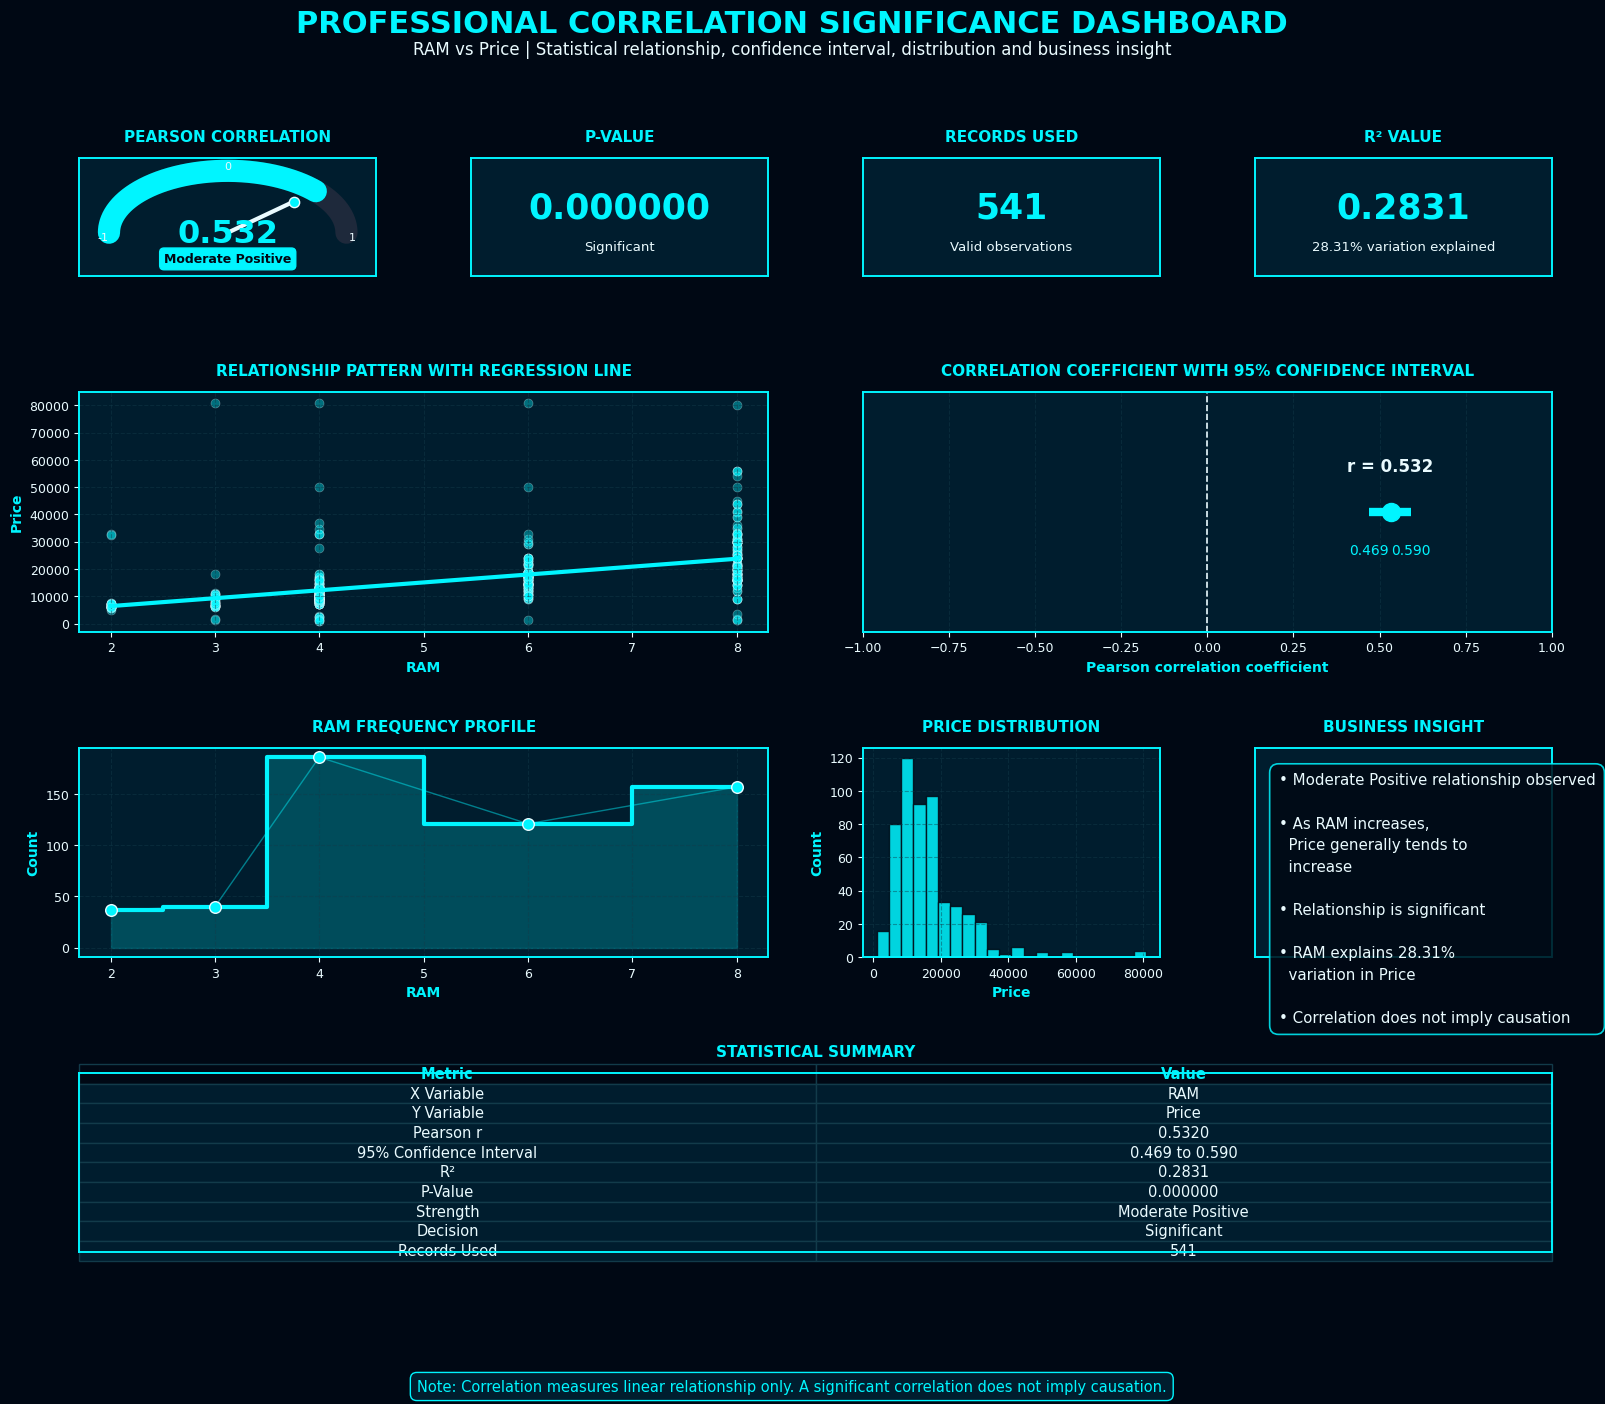 PROFESSIONAL CORRELATION SIGNIFICANCE DASHBOARD
RAM vs Price | Statistical relationship, confidence interval, distribution and business insight
PEARSON CORRELATION
0
-1
1
0.532
Moderate Positive
P-VALUE
0.000000
Significant
RECORDS USED
541
Valid observations
R² VALUE
0.2831
28.31% variation explained
RELATIONSHIP PATTERN WITH REGRESSION LINE
80000
70000
60000
50000
40000
30000
20000
10000
0
Price
2 3 4 5 6 7 8
RAM
CORRELATION COEFFICIENT WITH 95% CONFIDENCE INTERVAL
r = 0.532
0.469 0.590
−1.00 −0.75 −0.50 −0.25 0.00 0.25 0.50 0.75 1.00
Pearson correlation coefficient
RAM FREQUENCY PROFILE
150
100
50
0
Count
2 3 4 5 6 7 8
RAM
PRICE DISTRIBUTION
120
100
80
60
40
20
0
Count
0 20000 40000 60000 80000
Price
BUSINESS INSIGHT
• Moderate Positive relationship observed
• As RAM increases,
Price generally tends to
increase
• Relationship is significant
• RAM explains 28.31%
variation in Price
• Correlation does not imply causation
STATISTICAL SUMMARY
Metric Value
X Variable RAM
Y Variable Price
Pearson r 0.5320
95% Confidence Interval 0.469 to 0.590
R² 0.2831
P-Value 0.000000
Strength Moderate Positive
Decision Significant
Records Used 541
Note: Correlation measures linear relationship only. A significant correlation does not imply causation.